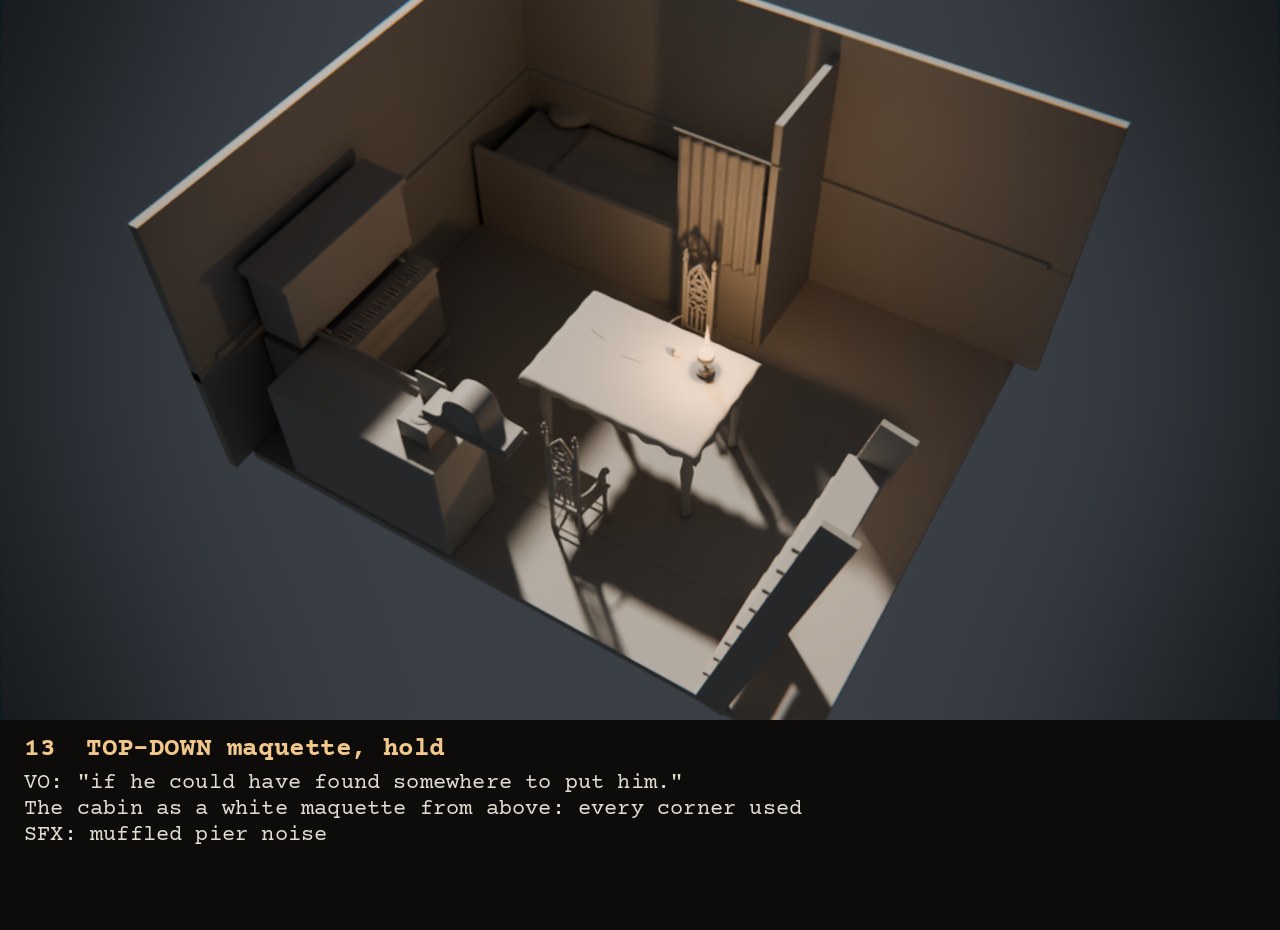 13  TOP-DOWN maquette, hold
VO: "if he could have found somewhere to put him."
The cabin as a white maquette from above: every corner used
SFX: muffled pier noise